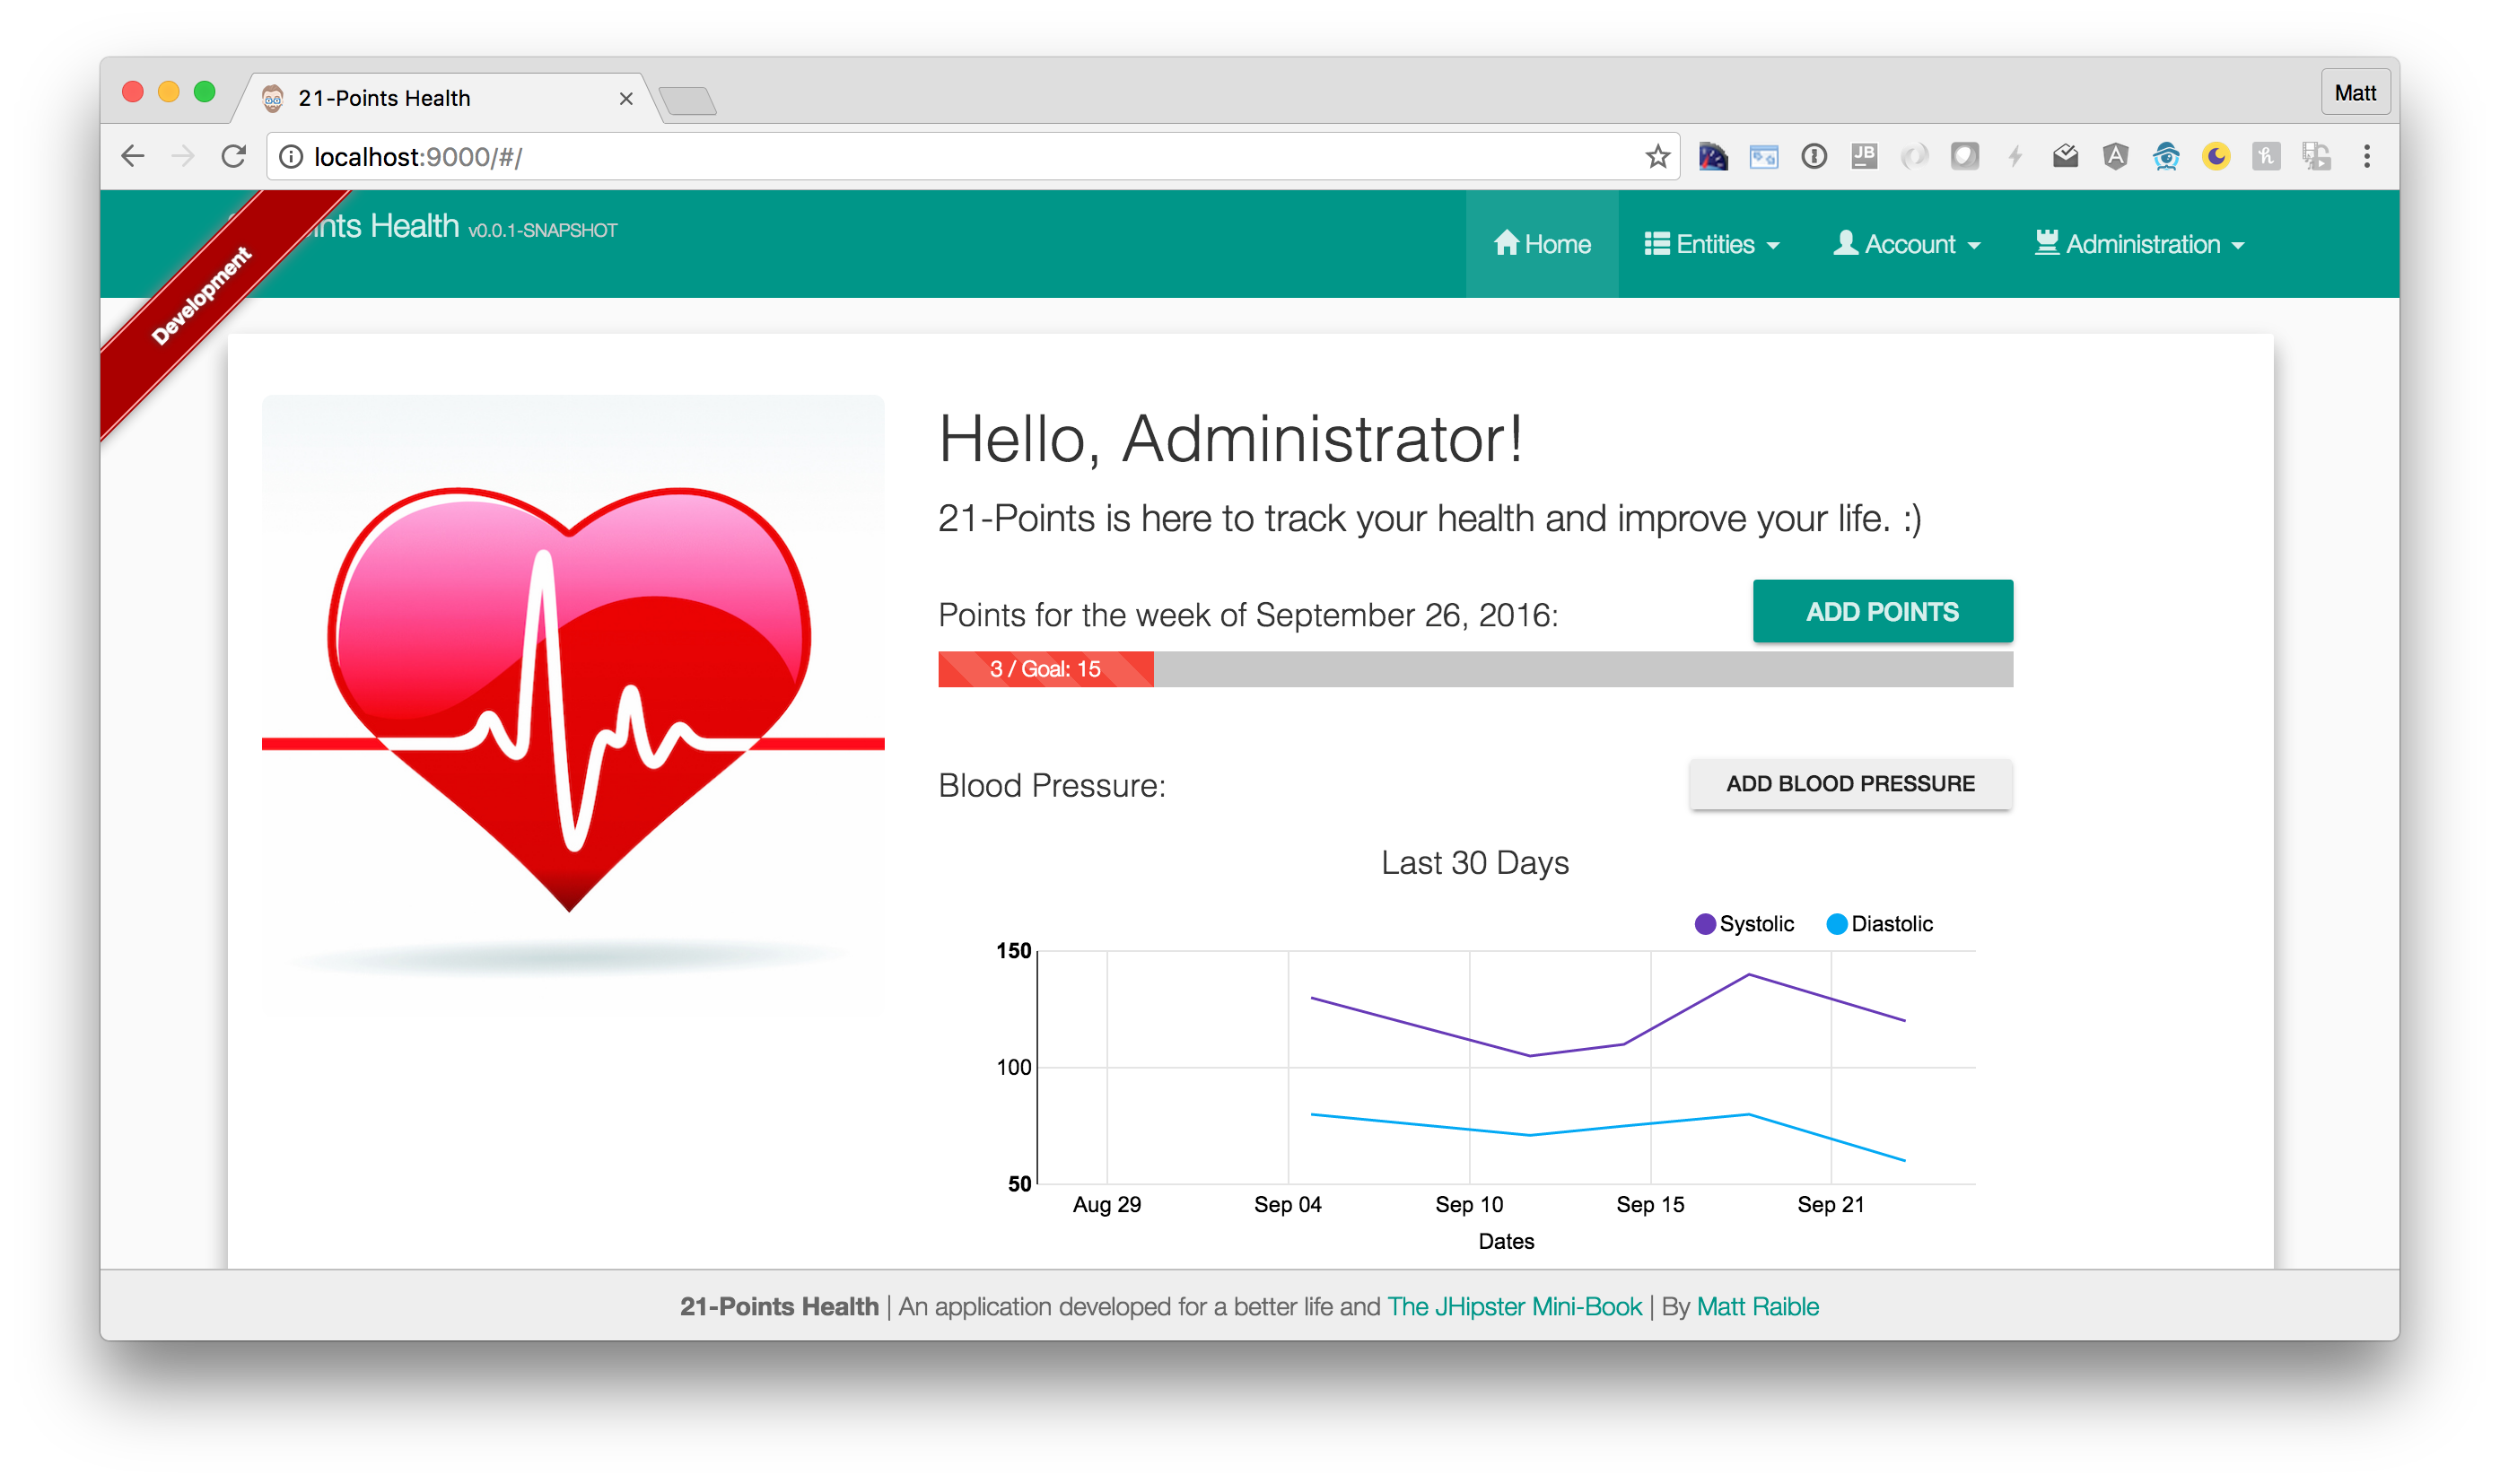 21-Points Health
Matt
localhost:9000/#/
JB
Points Health v0.0.1-SNAPSHOT
Home
Entities
Account
Administration
Development
Hello, Administrator!
21-Points is here to track your health and improve your life. :)
Points for the week of September 26, 2016:
ADD POINTS
3 / Goal: 15
Blood Pressure:
ADD BLOOD PRESSURE
Last 30 Days
Systolic
Diastolic
150
100
50
Aug 29
Sep 04
Sep 10
Sep 15
Sep 21
Dates
21-Points Health | An application developed for a better life and The JHipster Mini-Book | By Matt Raible